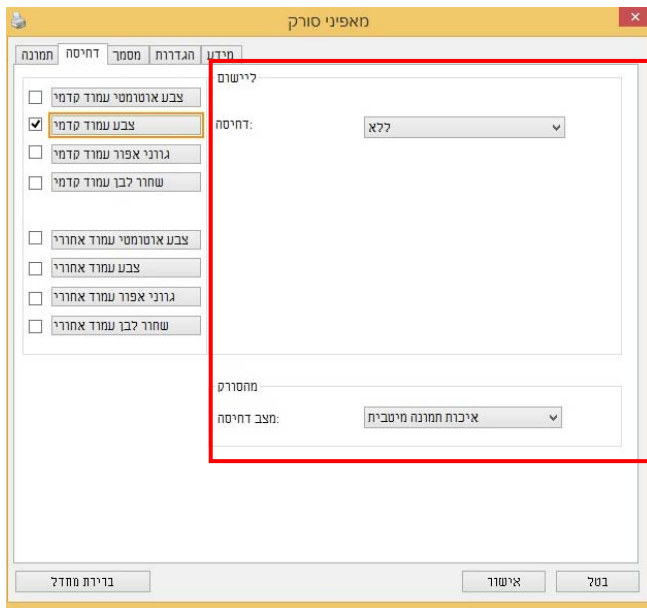 מאפיני סורק
תמונה
דחיסה
מסמך
הגדרות
מידע
צבע אוטומטי עמוד קדמי
צבע עמוד קדמי
גווני אפור עמוד קדמי
שחור לבן עמוד קדמי
צבע אוטומטי עמוד אחורי
צבע עמוד אחורי
גווני אפור עמוד אחורי
שחור לבן עמוד אחורי
ליישום
דחיסה:
ללא
מהסורק
מצב דחיסה:
איכות תמונה מיטבית
ברירת מחדל
אישור
בטל